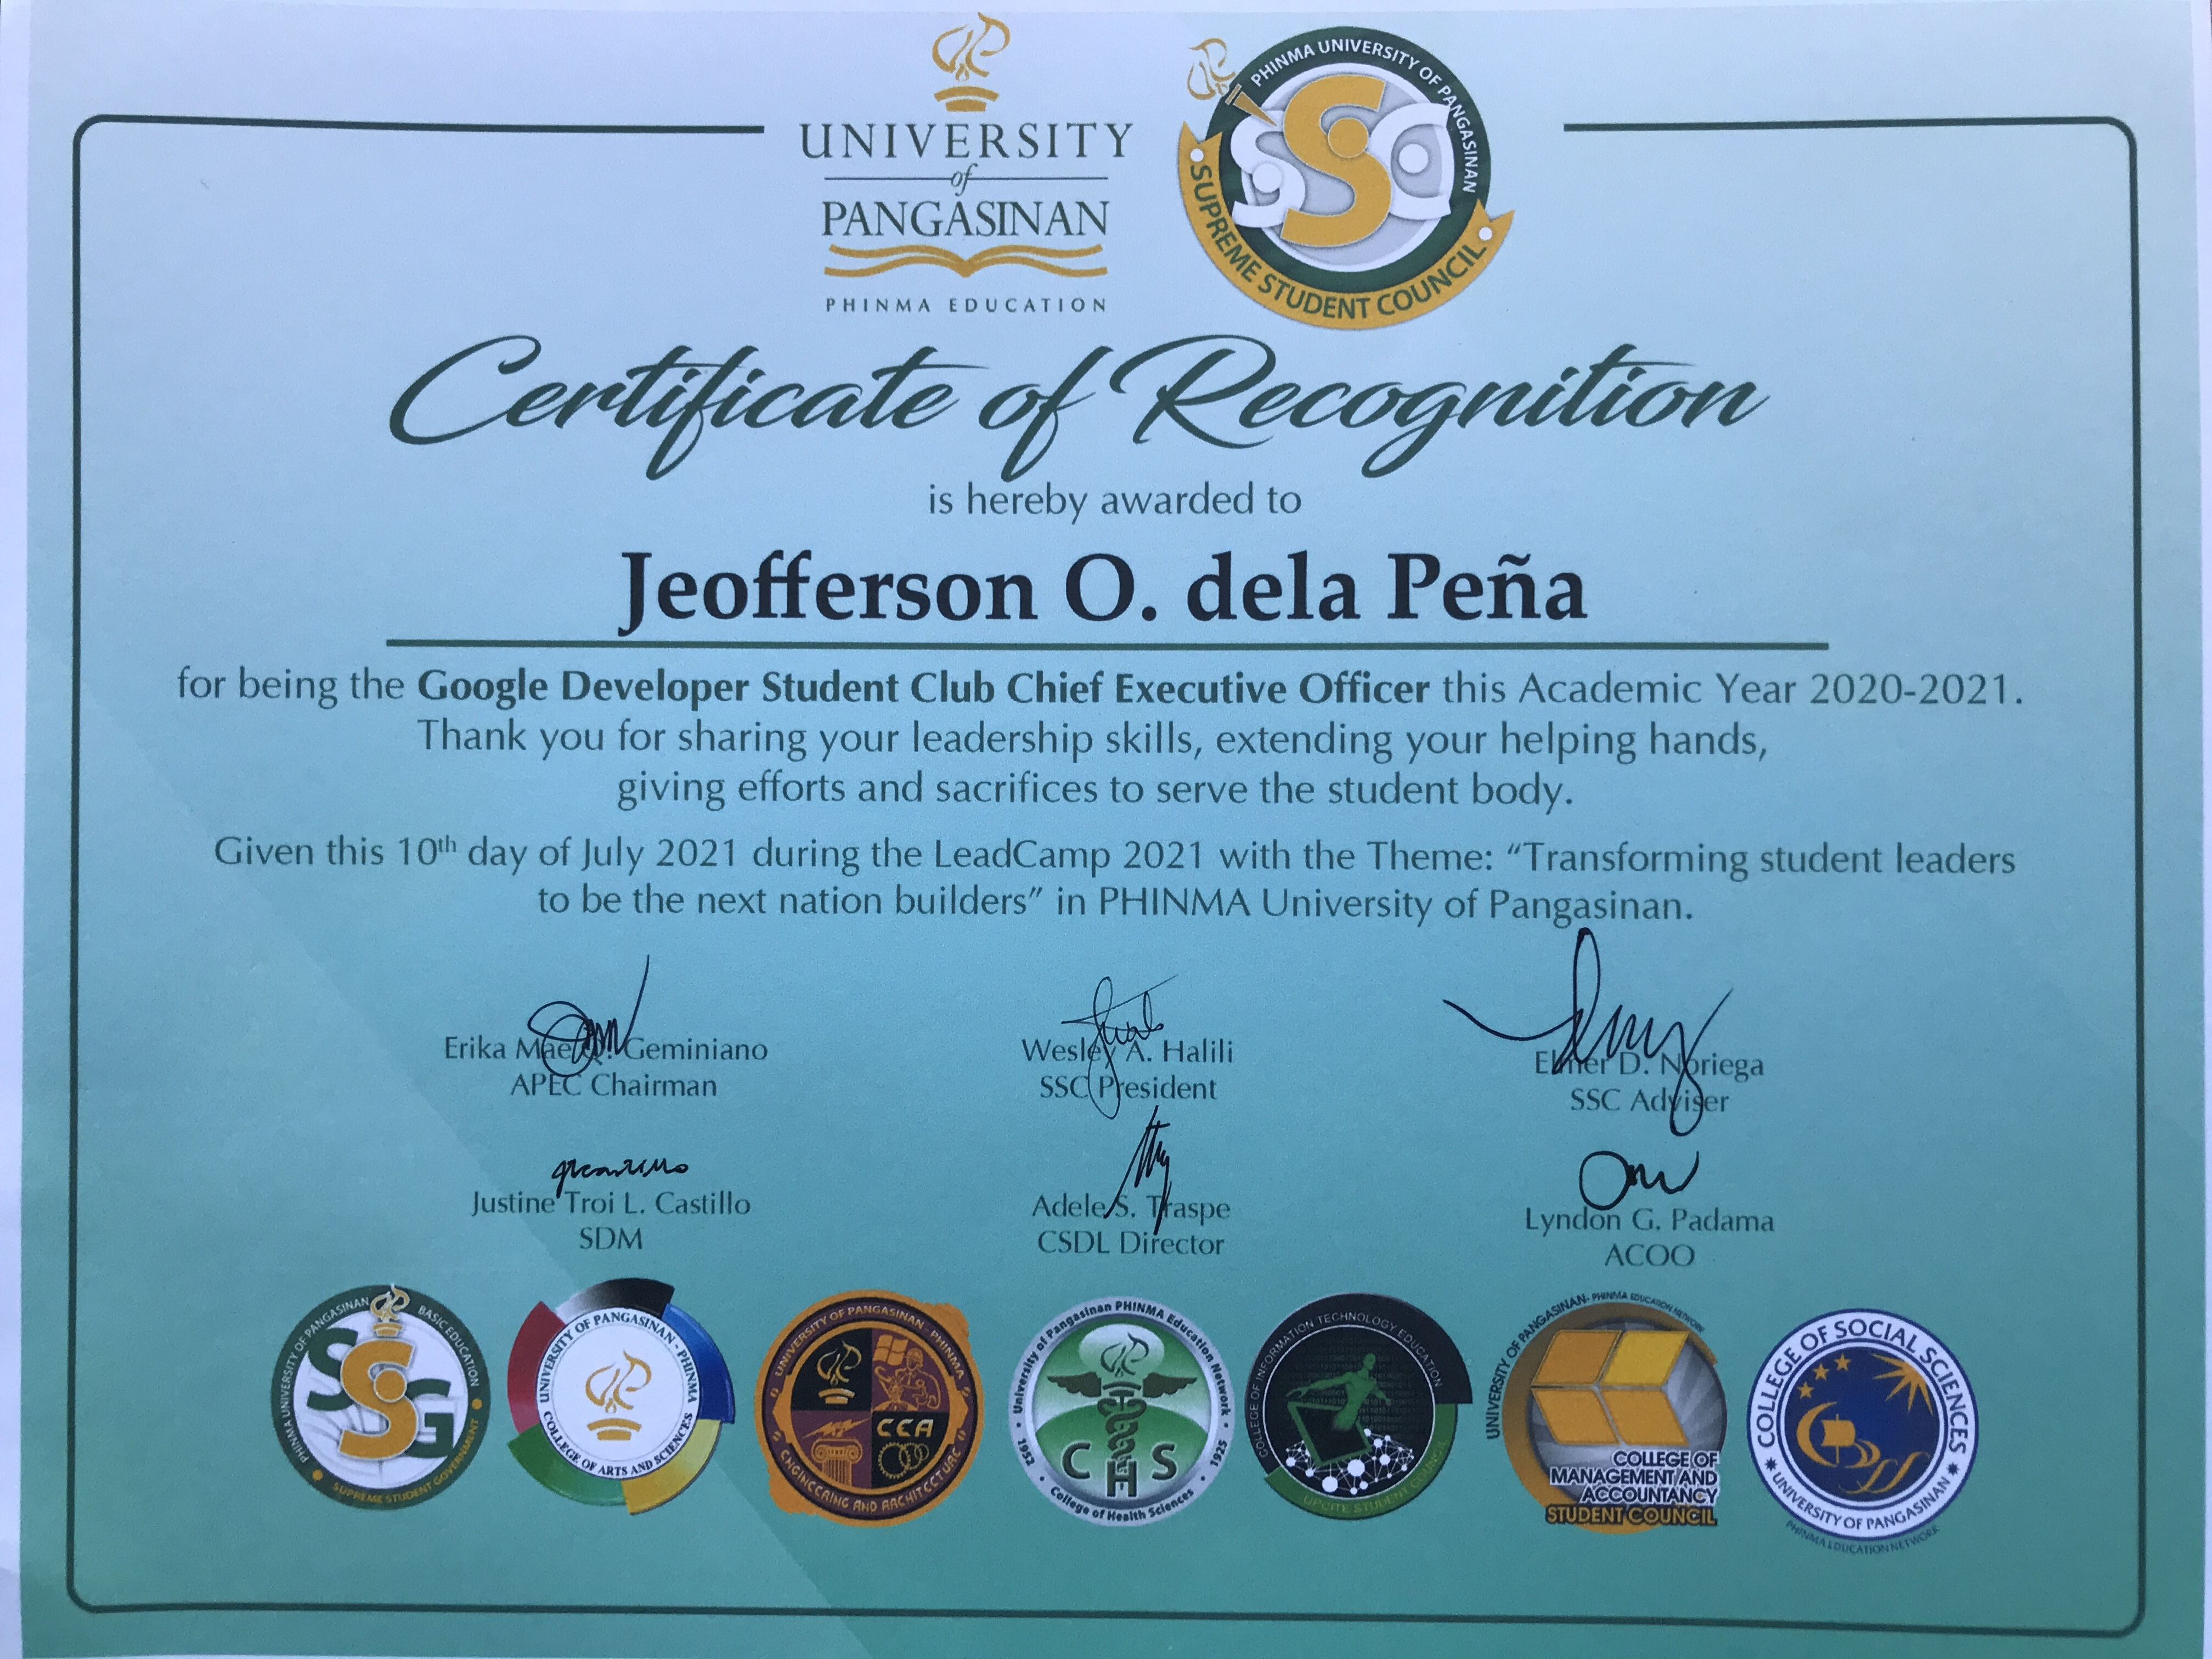 UNIVERSITY
of
PANGASINAN
PHINMA EDUCATION
PHINMA UNIVERSITY OF PANGASINAN
SSC
SUPREME STUDENT COUNCIL
Certificate of Recognition
is hereby awarded to
Jeofferson O. dela Peña
for being the Google Developer Student Club Chief Executive Officer this Academic Year 2020-2021.
Thank you for sharing your leadership skills, extending your helping hands,
giving efforts and sacrifices to serve the student body.
Given this 10th day of July 2021 during the LeadCamp 2021 with the Theme: “Transforming student leaders
to be the next nation builders” in PHINMA University of Pangasinan.
Erika Mae Geminiano
APEC Chairman
Wesley A. Halili
SSC President
Elmer D. Noriega
SSC Adviser
Justine Troi L. Castillo
SDM
Adele S. Traspe
CSDL Director
Lyndon G. Padama
ACOO
PHINMA UNIVERSITY OF PANGASINAN BASIC EDUCATION
SSG
SUPREME STUDENT GOVERNMENT
UNIVERSITY OF PANGASINAN - PHINMA
COLLEGE OF ARTS AND SCIENCES
UNIVERSITY OF PANGASINAN - PHINMA
CEA
ENGINEERING AND ARCHITECTURE
University of Pangasinan PHINMA Education Network
CHS
1952 • College of Health Sciences • 1925
COLLEGE OF INFORMATION TECHNOLOGY EDUCATION
UPCITE STUDENT COUNCIL
UNIVERSITY OF PANGASINAN- PHINMA EDUCATION NETWORK
COLLEGE OF
MANAGEMENT AND
ACCOUNTANCY
STUDENT COUNCIL
COLLEGE OF SOCIAL SCIENCES
UNIVERSITY OF PANGASINAN
PHINMA EDUCATION NETWORK